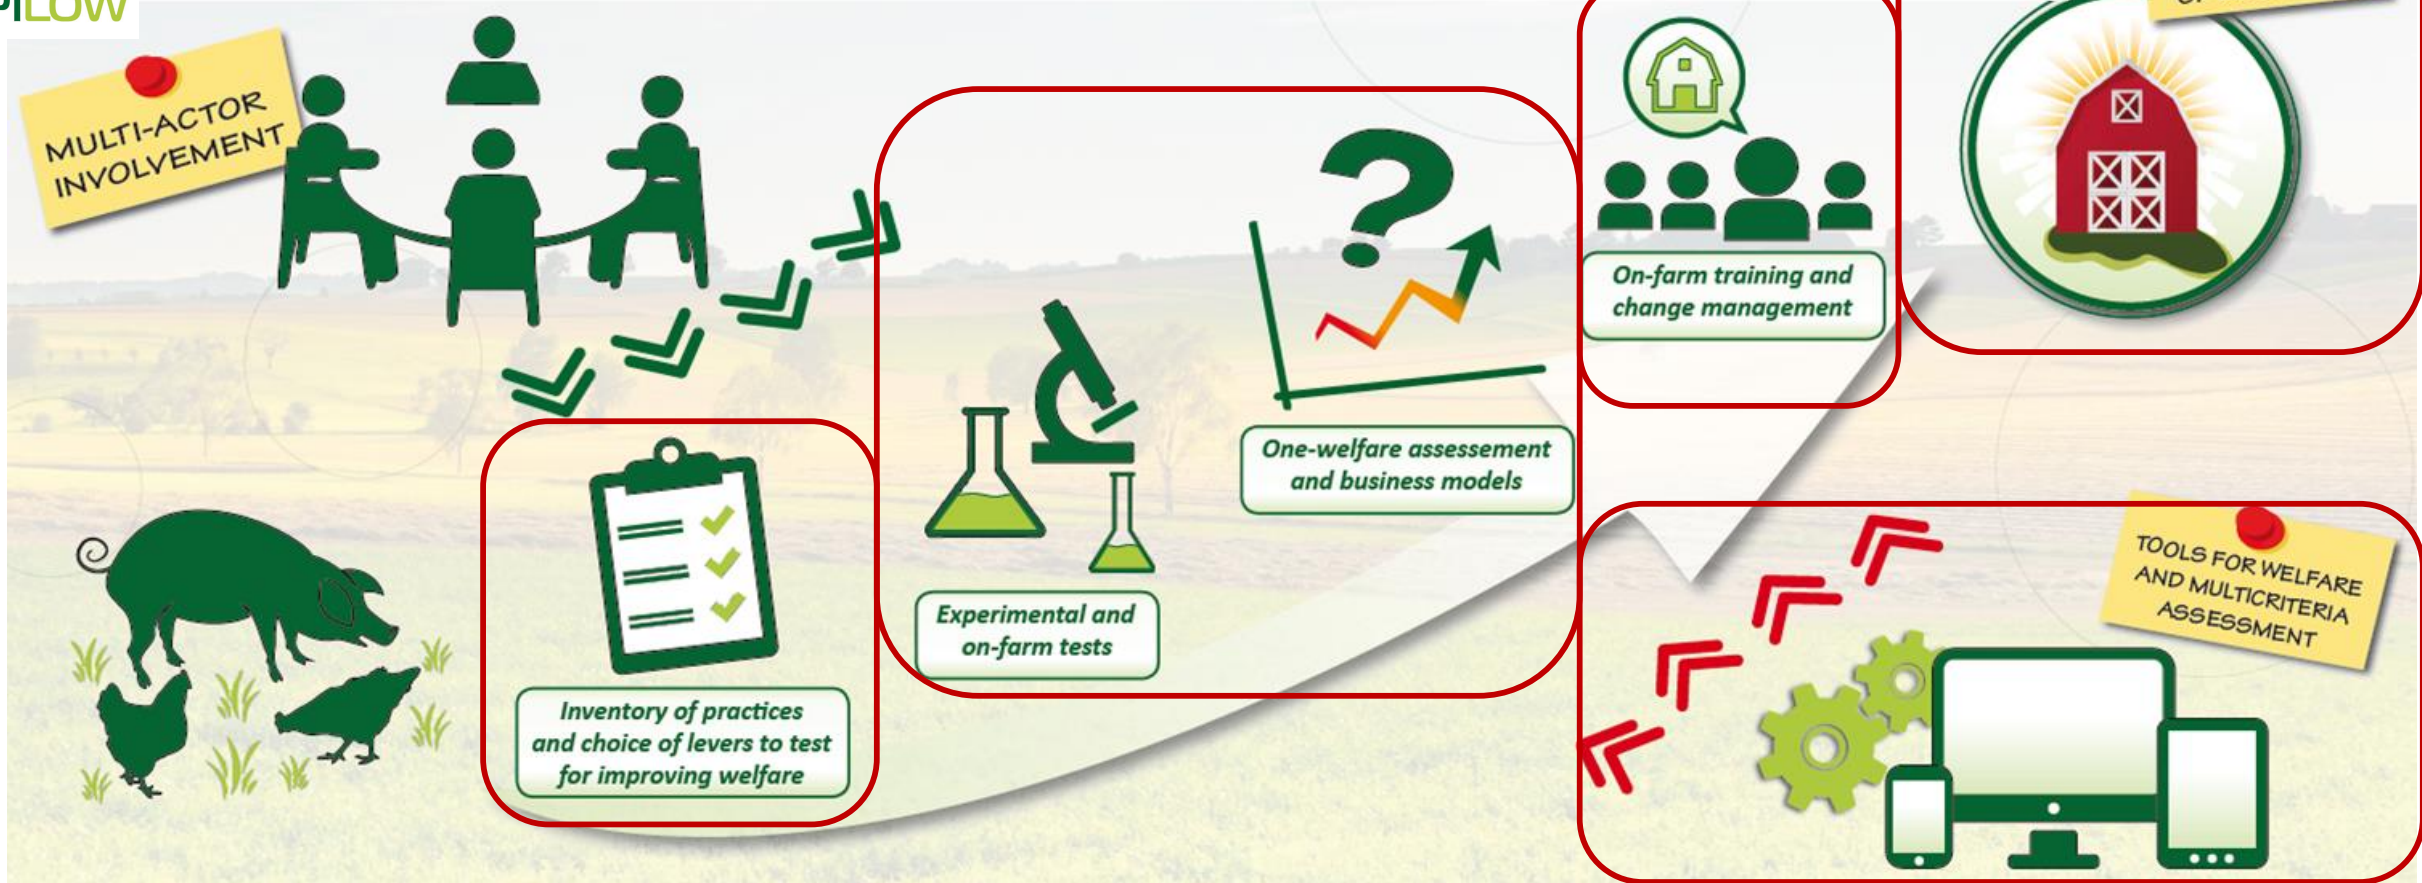 PILOW
MULTI-ACTOR
INVOLVEMENT
On-farm training and
change management
One-welfare assessement
and business models
Experimental and
on-farm tests
Inventory of practices
and choice of levers to test
for improving welfare
TOOLS FOR WELFARE
AND MULTICRITERIA
ASSESSMENT